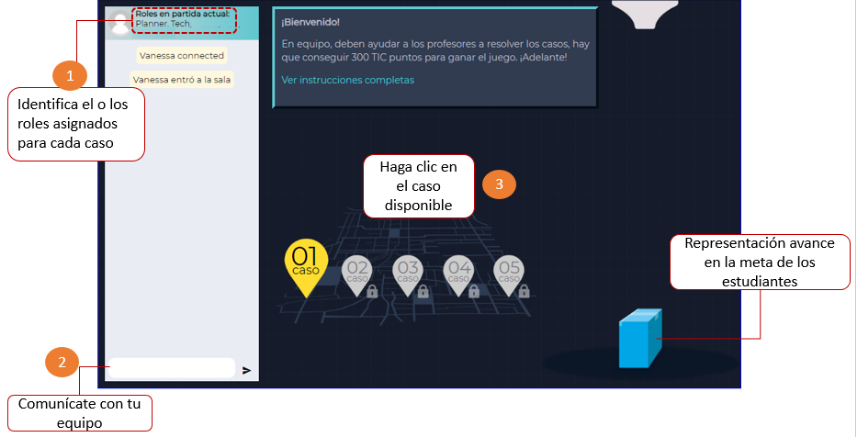 Roles en partida actual:
Planner, Tech,
Vanessa connected
Vanessa entró a la sala
1
Identifica el o los
roles asignados
para cada caso
¡Bienvenido!
En equipo, deben ayudar a los profesores a resolver los casos, hay
que conseguir 300 TIC puntos para ganar el juego. ¡Adelante!
Ver instrucciones completas
Haga clic en
el caso
disponible
3
01
caso
02
caso
03
caso
04
caso
05
caso
Representación avance
en la meta de los
estudiantes
2
Comunícate con tu
equipo